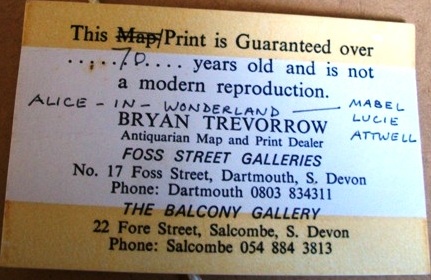 This Map/Print is Guaranteed over
.....70.... years old and is not
a modern reproduction.
ALICE - IN - WONDERLAND — MABEL
LUCIE
ATTWELL
BRYAN TREVORROW
Antiquarian Map and Print Dealer
FOSS STREET GALLERIES
No. 17 Foss Street, Dartmouth, S. Devon
Phone: Dartmouth 0803 834311
THE BALCONY GALLERY
22 Fore Street, Salcombe, S. Devon
Phone: Salcombe 054 884 3813